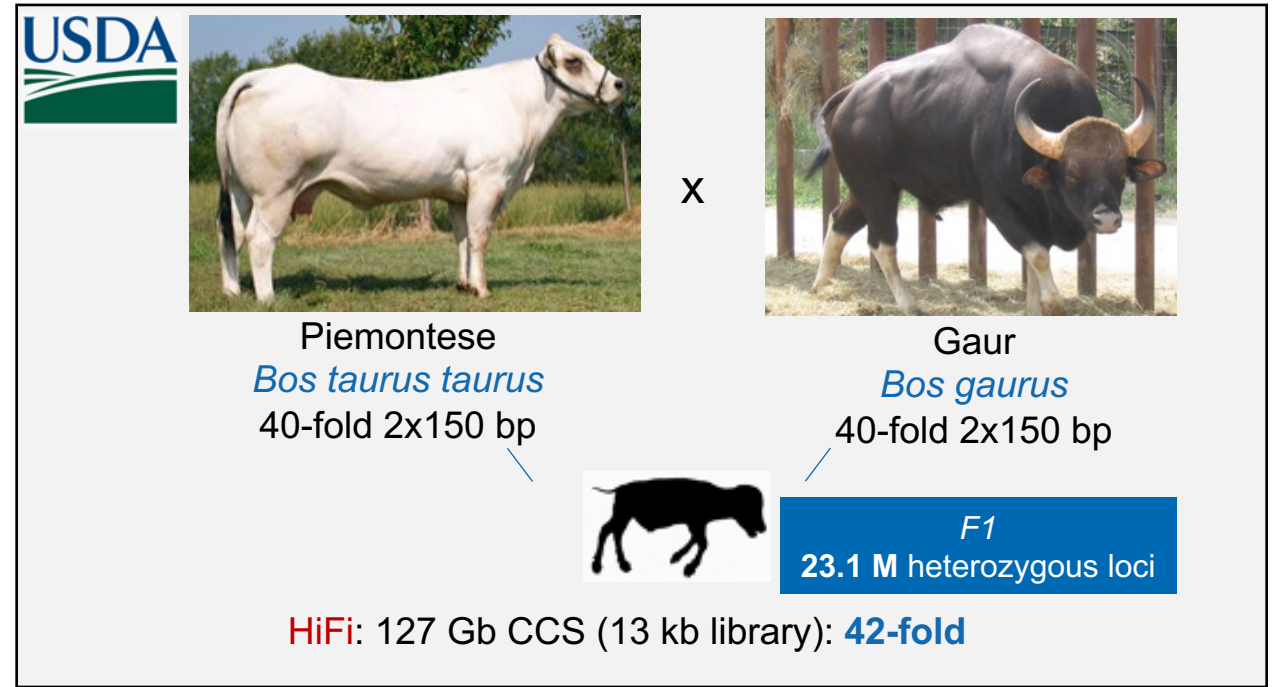 USDA
x
Piemontese
Bos taurus taurus
40-fold 2x150 bp
Gaur
Bos gaurus
40-fold 2x150 bp
F1
23.1 M heterozygous loci
HiFi: 127 Gb CCS (13 kb library): 42-fold